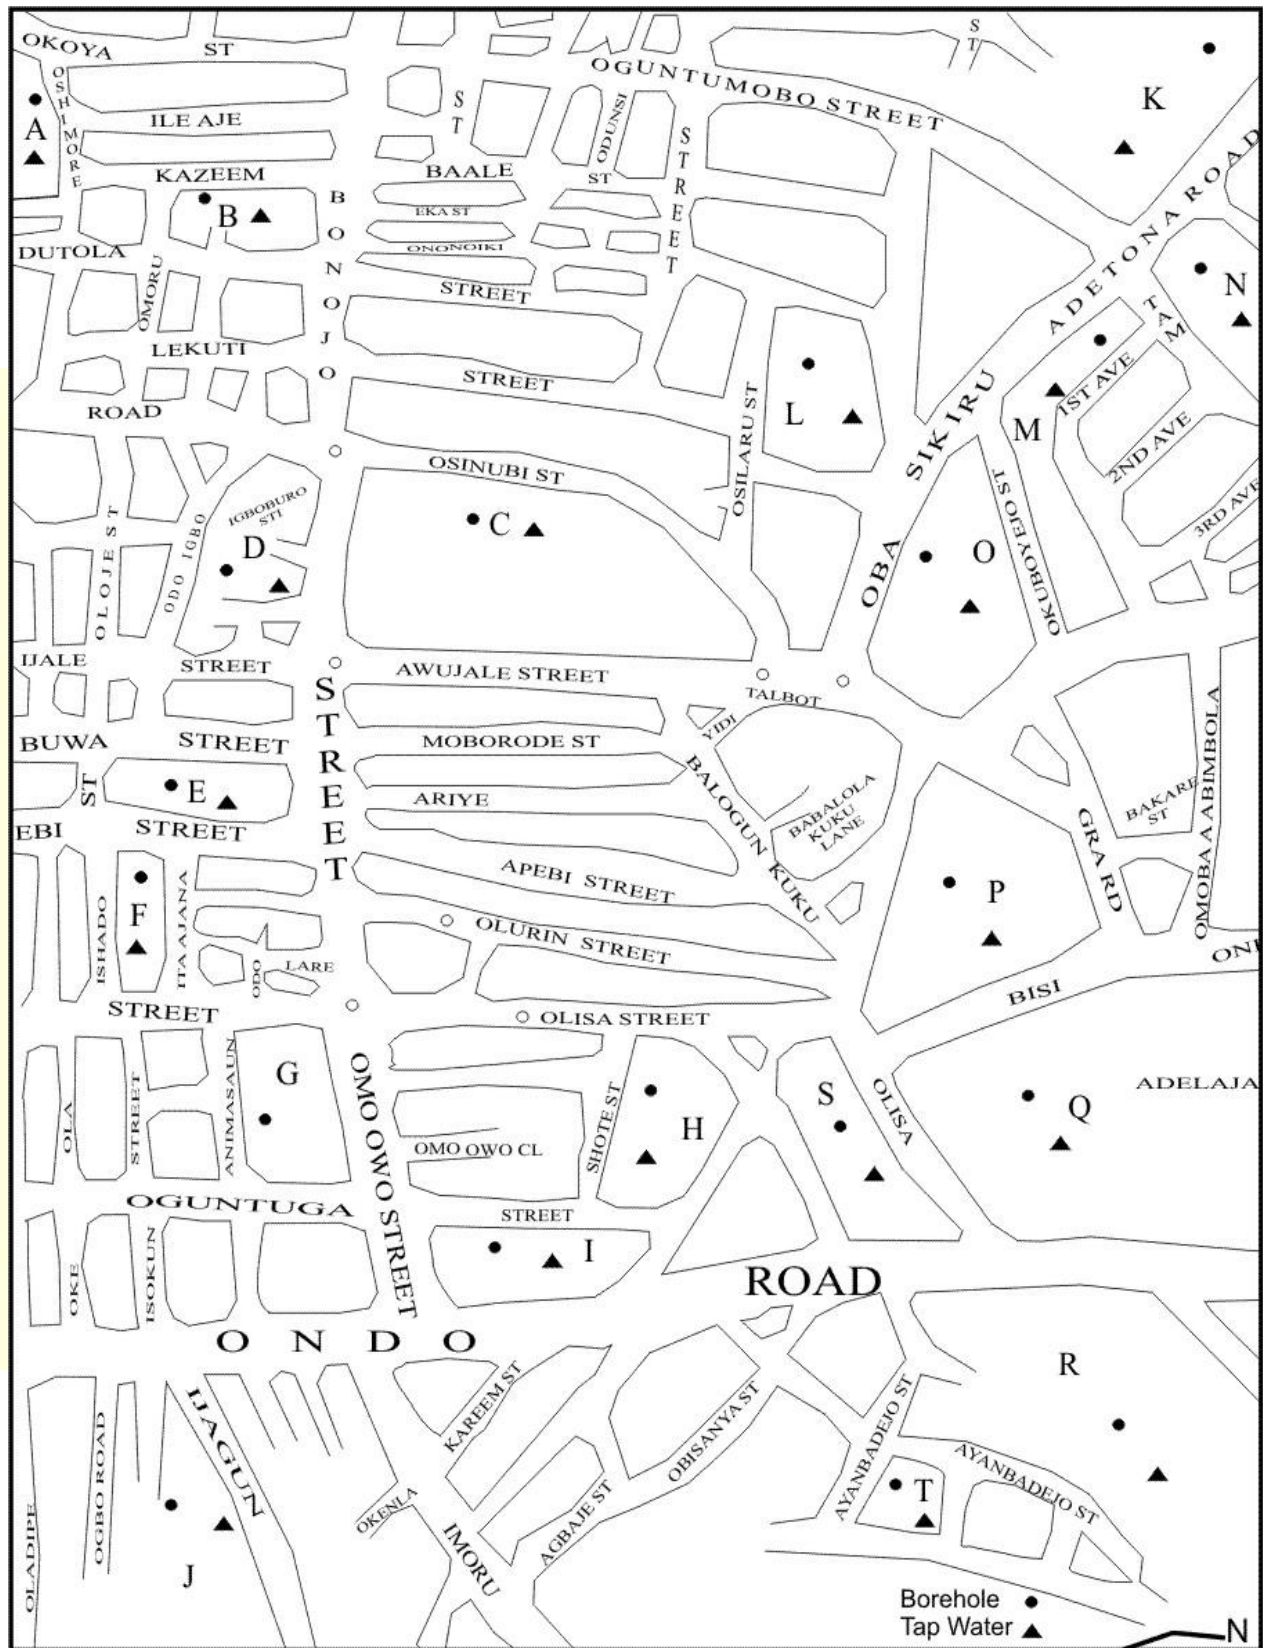 OKOYA ST
OSHIMORE
A
ILE AJE
KAZEEM
B
DUTOLA
OMORU
LEKUTI
ROAD
BONOJO
ST
BAALE
ST
EKA ST
ONONOIKI
STREET
STREET
ODUNSI
STREET
OGUNTUMOBO STREET
ST
K
ADETONA ROAD
N
TAM
1ST AVE
M
2ND AVE
3RD AVE
L
OSILARU ST
OBA SIKIRU
OKUBOYEJO ST
O
OSINUBI ST
C
IGBOBURO
STI
D
ODO IGBO
OLOJE ST
IJALE STREET
BUWA STREET
ST
E
EBI STREET
STREET
AWUJALE STREET
TALBOT
YIDI
MOBORODE ST
ARIYE
BALOGUN KUKU
BABALOLA
KUKU
LANE
APEBI STREET
OLURIN STREET
OLISA STREET
F
ISHADO
ITA AJANA
ODO
LARE
STREET
P
GRA RD
BAKARE
ST
OMOBA A ABIMBOLA
ONI
BISI
ADELAJA
Q
OLISA
S
H
SHOTE ST
G
OMO OWO STREET
OMO OWO CL
OLA
STREET
ANIMASAUN
OGUNTUGA
STREET
I
OKE
ISOKUN
ONDO
ROAD
R
KAREEM ST
IJAGUN
OGBO ROAD
OLADIPE
J
OKENLA
IMORU
AGBAJE ST
OBISANYA ST
AYANBADEJO ST
AYANBADEJO ST
T
Borehole
Tap Water
N